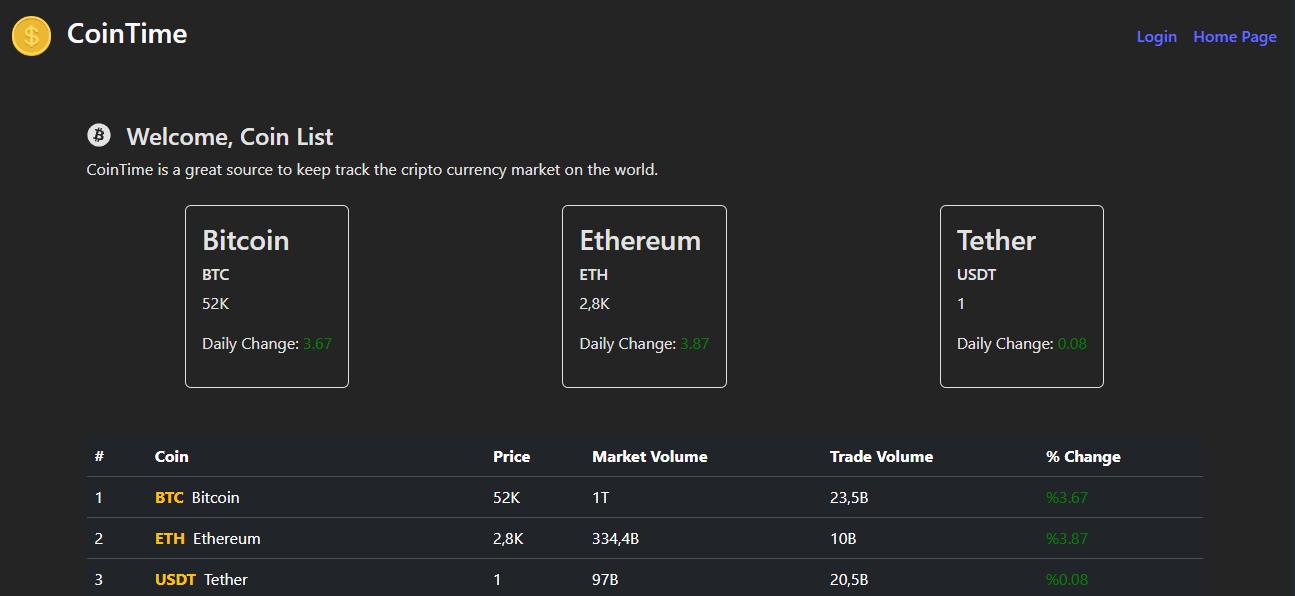 CoinTime
Login Home Page
Welcome, Coin List
CoinTime is a great source to keep track the cripto currency market on the world.
Bitcoin
BTC
52K
Daily Change: 3.67
Ethereum
ETH
2,8K
Daily Change: 3.87
Tether
USDT
1
Daily Change: 0.08
# Coin Price Market Volume Trade Volume % Change
1 BTC Bitcoin 52K 1T 23,5B %3.67
2 ETH Ethereum 2,8K 334,4B 10B %3.87
3 USDT Tether 1 97B 20,5B %0.08